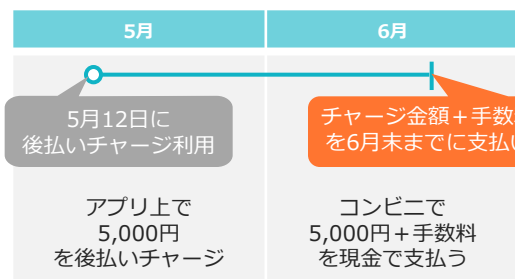 5月
6月
5月12日に
後払いチャージ利用
チャージ金額＋手数
を6月末までに支払い
アプリ上で
5,000円
を後払いチャージ
コンビニで
5,000円＋手数料
を現金で支払う